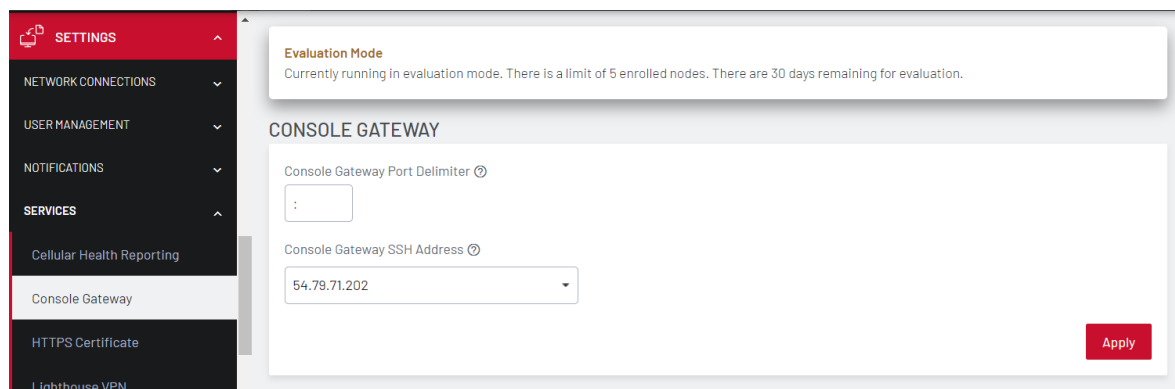 SETTINGS
NETWORK CONNECTIONS
USER MANAGEMENT
NOTIFICATIONS
SERVICES
Cellular Health Reporting
Console Gateway
HTTPS Certificate
Lighthouse VPN
Evaluation Mode
Currently running in evaluation mode. There is a limit of 5 enrolled nodes. There are 30 days remaining for evaluation.
CONSOLE GATEWAY
Console Gateway Port Delimiter
:
Console Gateway SSH Address
54.79.71.202
Apply